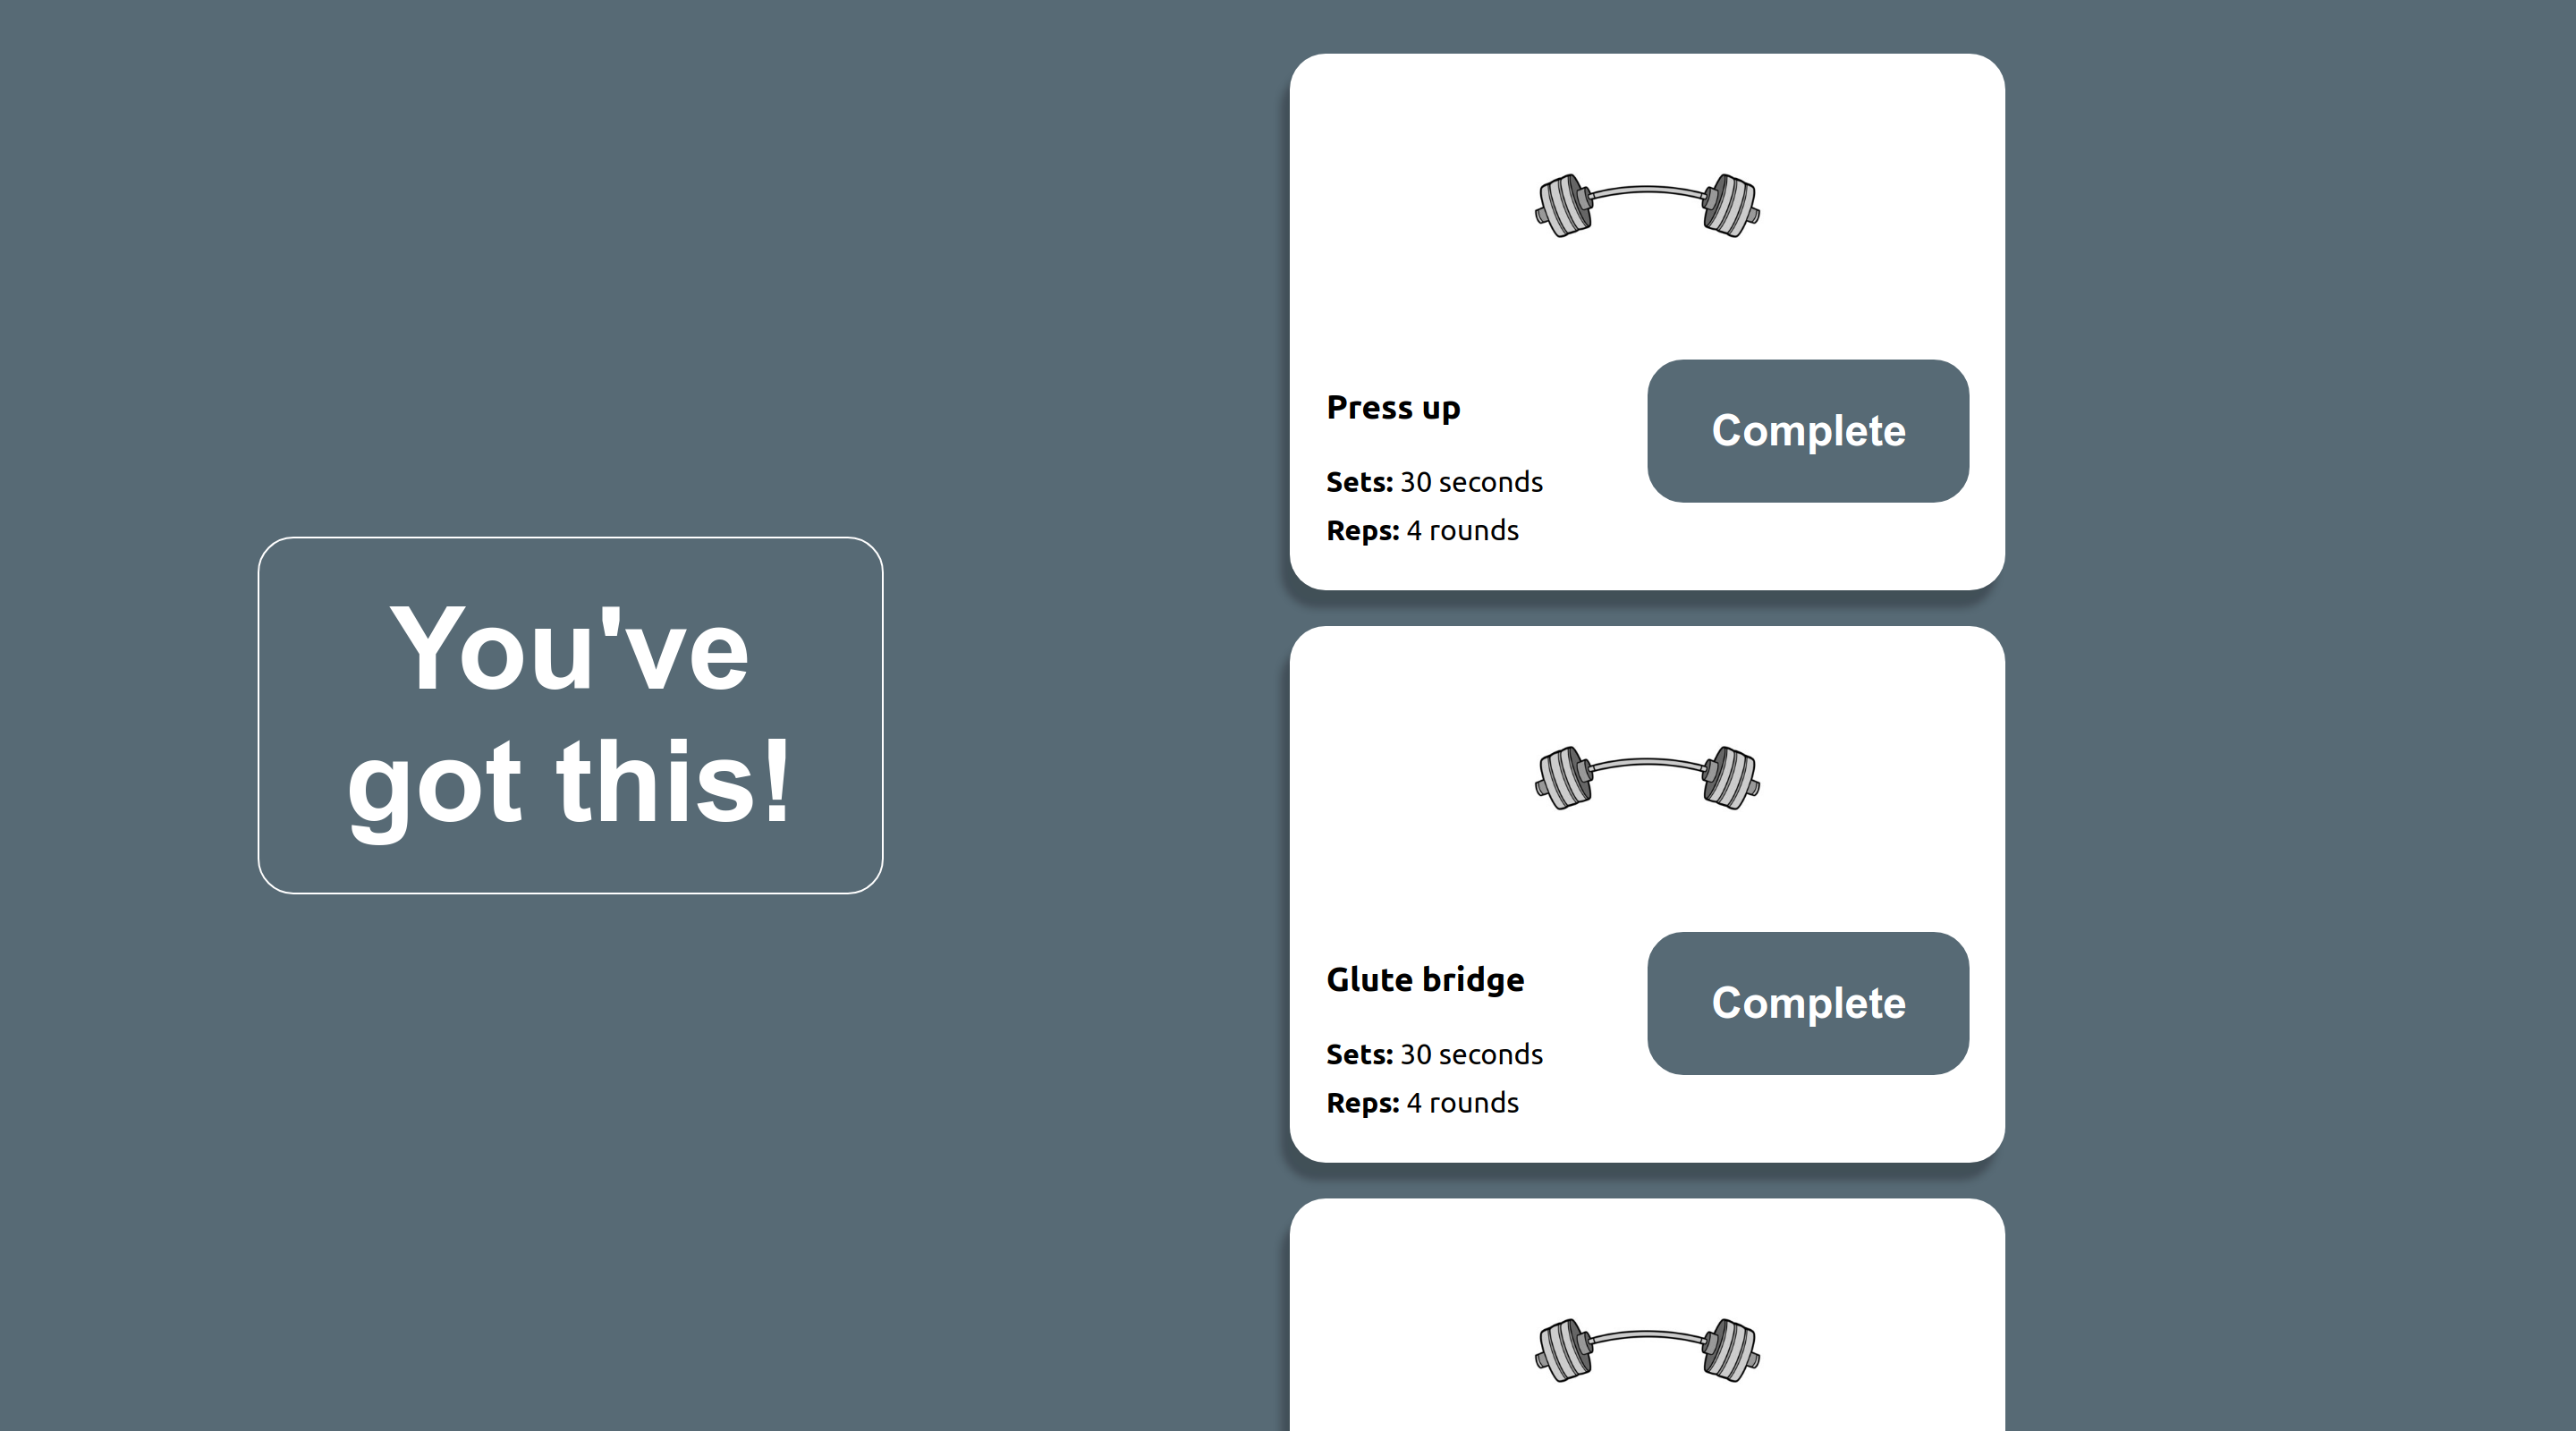 You've
got this!
Press up
Complete
Sets: 30 seconds
Reps: 4 rounds
Glute bridge
Complete
Sets: 30 seconds
Reps: 4 rounds